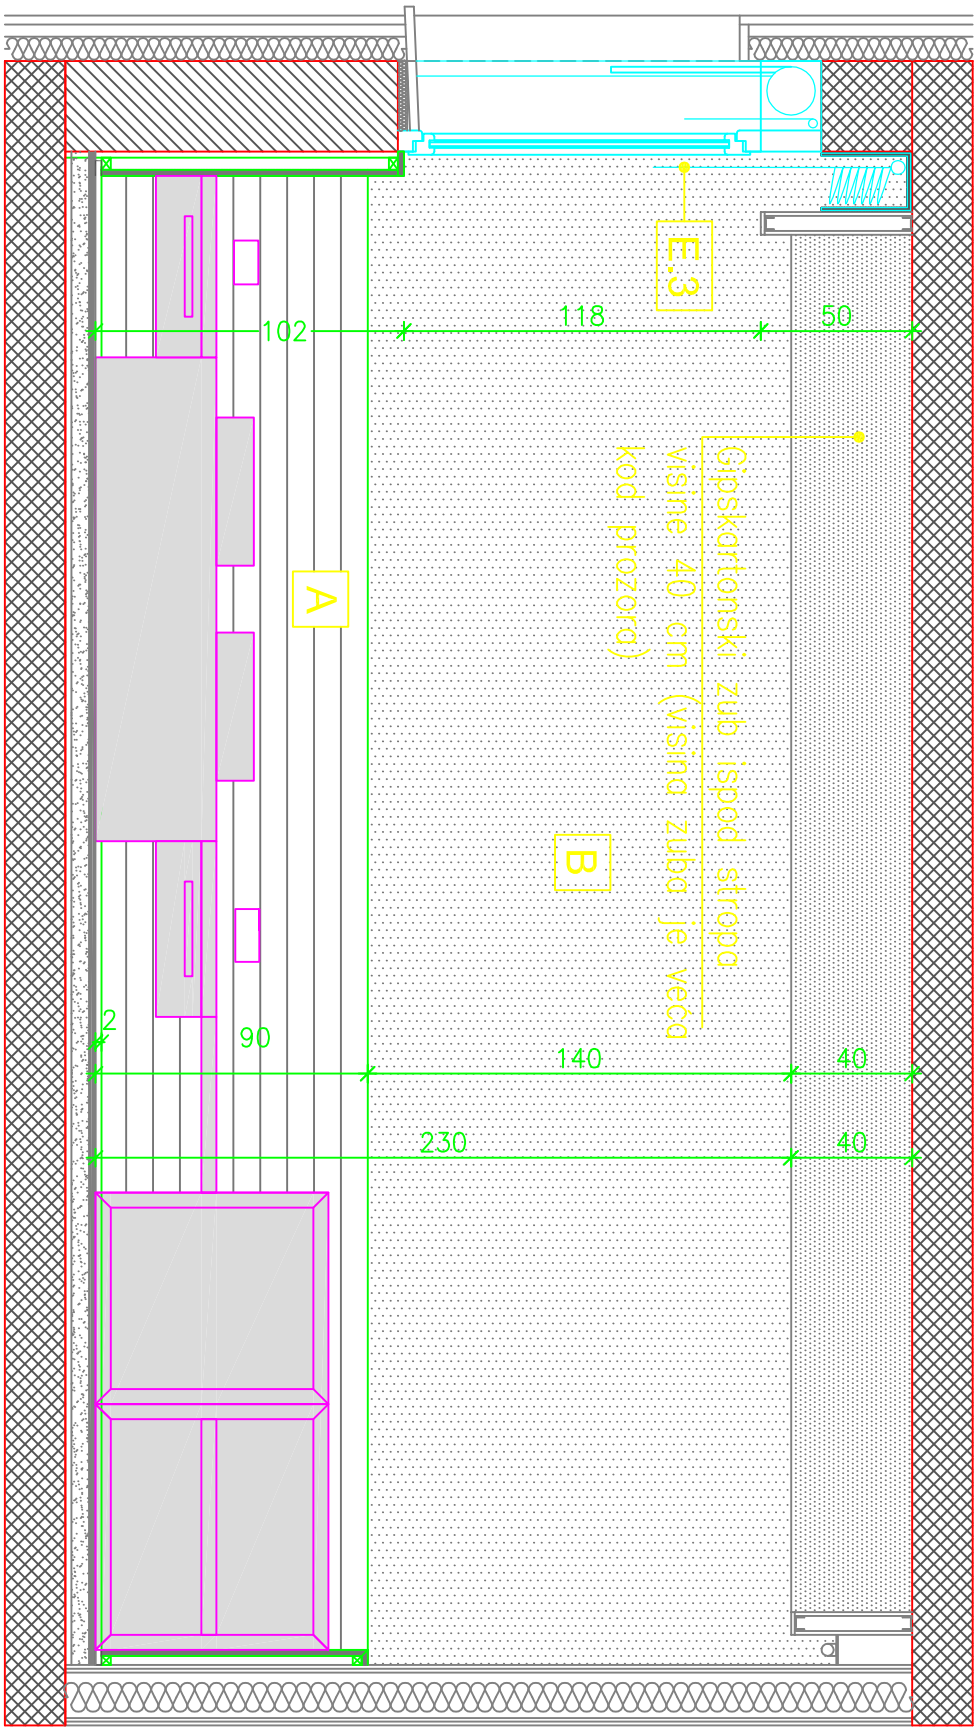 E.3
102
118
50
Gipskartonski zub ispod stropa
visine 40 cm (visina zuba je veća
kod prozora)
A
B
2
90
140
40
230
40